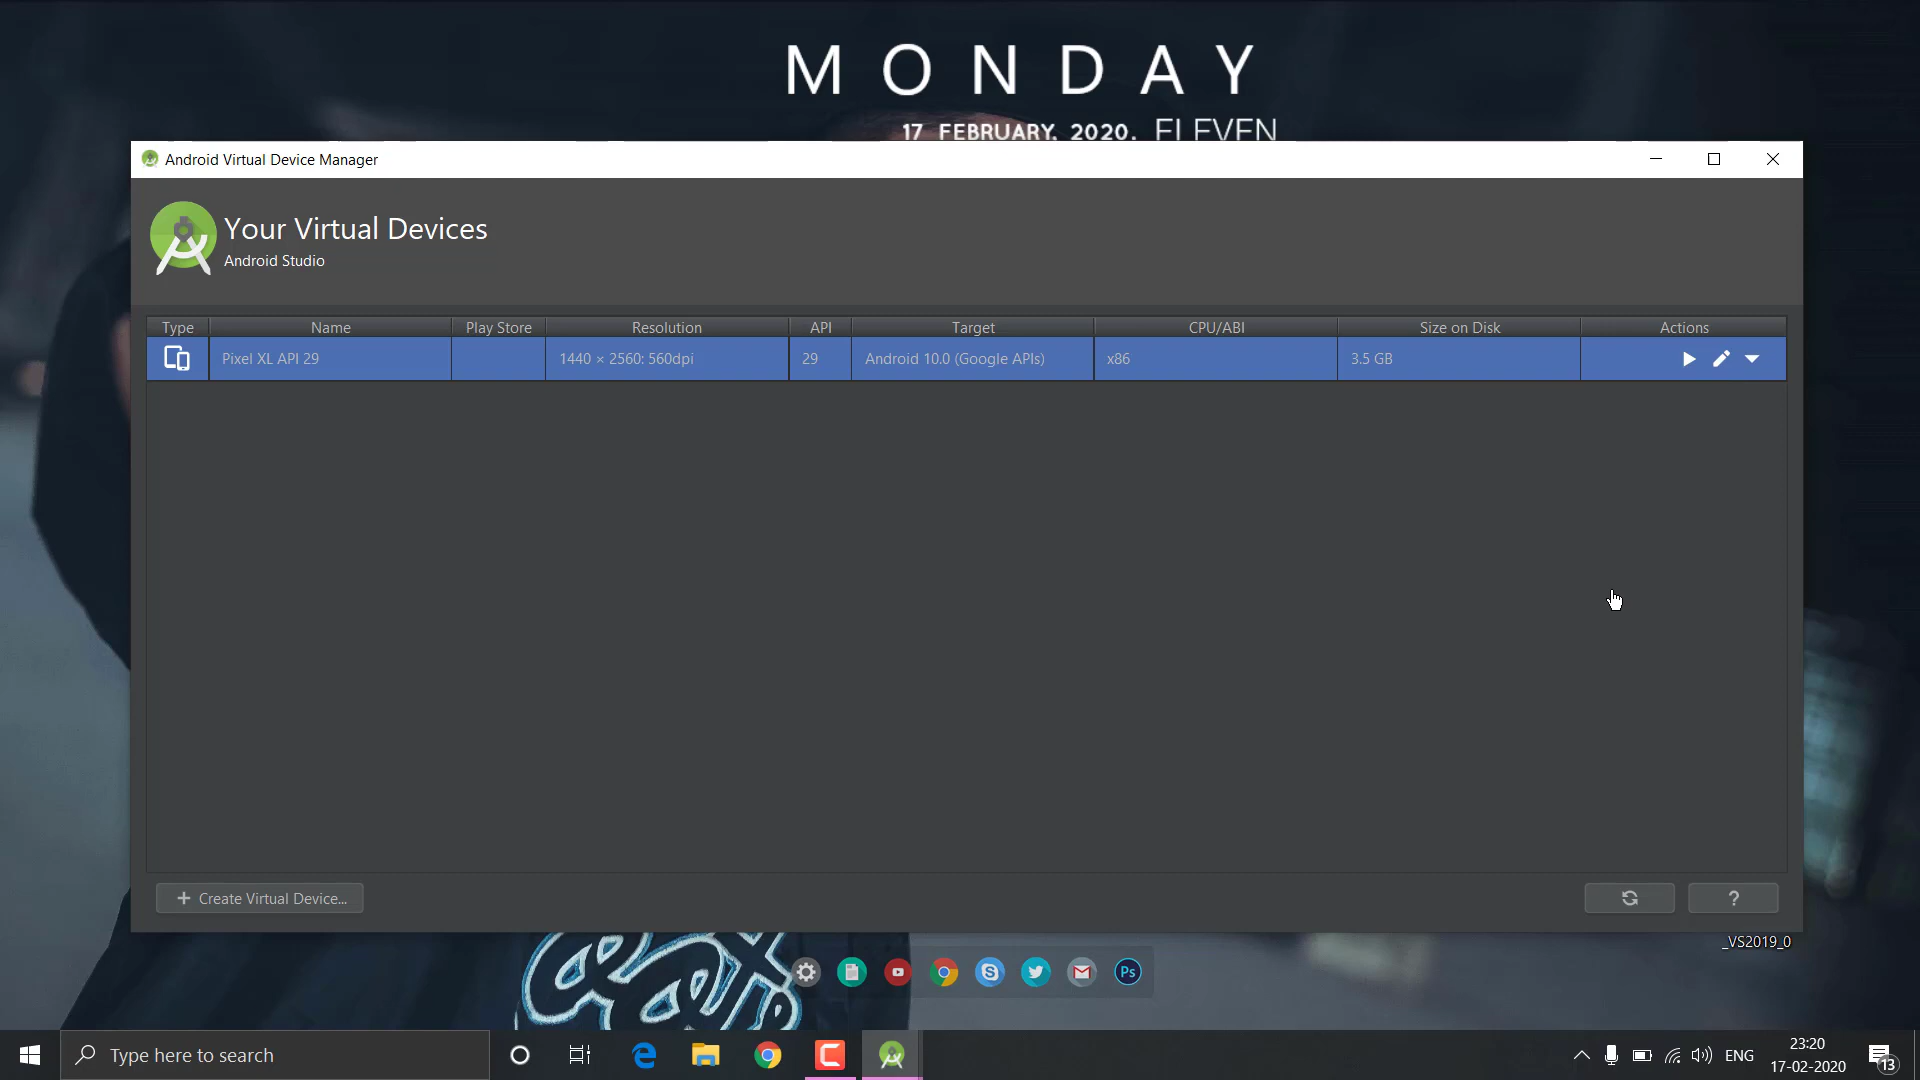 MONDAY
17 FEBRUARY, 2020. ELEVEN
Android Virtual Device Manager
Your Virtual Devices
Android Studio
Type Name Play Store Resolution API Target CPU/ABI Size on Disk Actions
Pixel XL API 29 1440 × 2560: 560dpi 29 Android 10.0 (Google APIs) x86 3.5 GB
+ Create Virtual Device... ?
_VS2019_0
Ps
Type here to search
ENG
23:20
17-02-2020
13